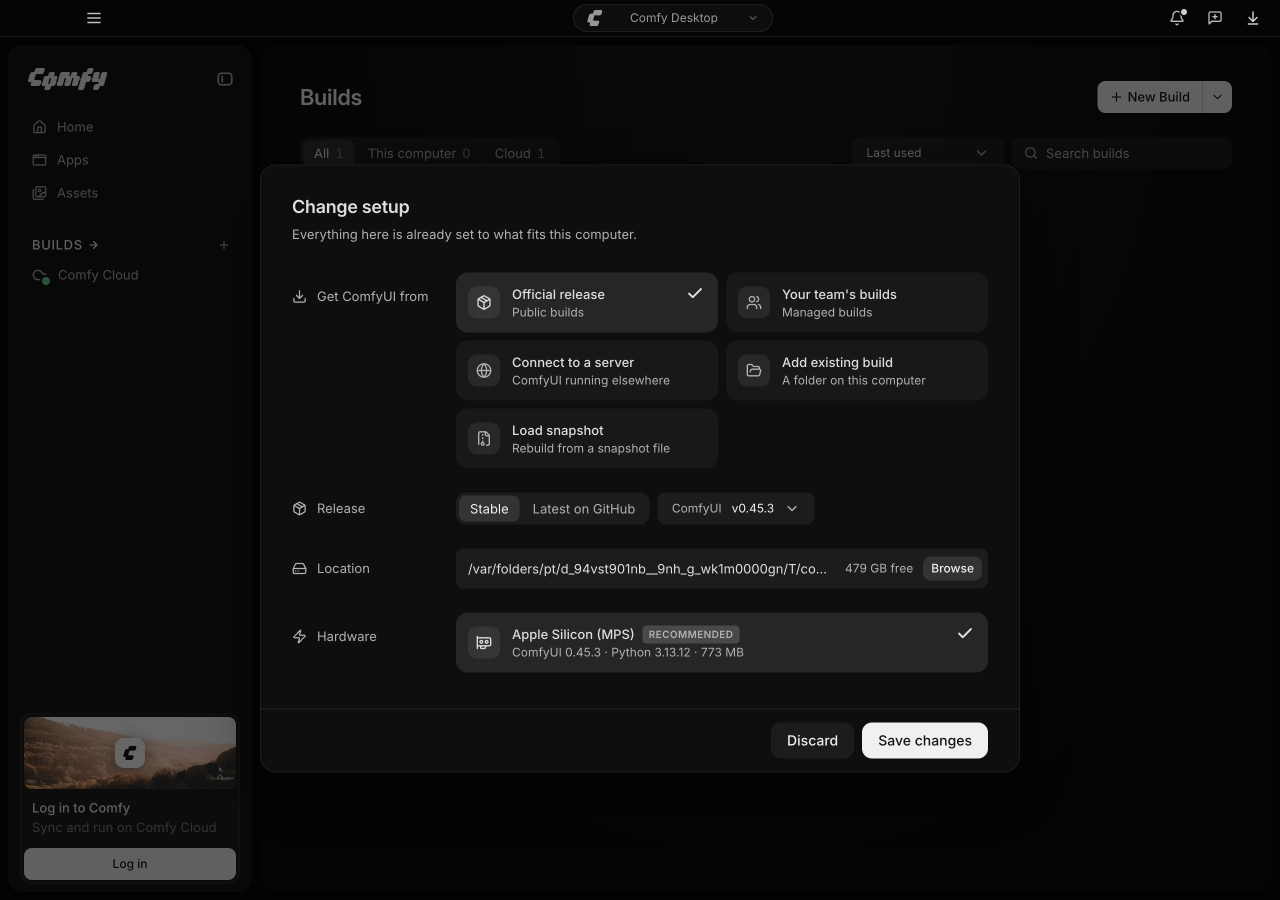 Comfy Desktop
Comfy
Home
Apps
Assets
BUILDS
Comfy Cloud
Log in to Comfy
Sync and run on Comfy Cloud
Log in
Builds
New Build
All 1
This computer 0
Cloud 1
Last used
Search builds
Change setup
Everything here is already set to what fits this computer.
Get ComfyUI from
Official release
Public builds
Your team's builds
Managed builds
Connect to a server
ComfyUI running elsewhere
Add existing build
A folder on this computer
Load snapshot
Rebuild from a snapshot file
Release
Stable
Latest on GitHub
ComfyUI v0.45.3
Location
/var/folders/pt/d_94vst901nb__9nh_g_wk1m0000gn/T/co...
479 GB free
Browse
Hardware
Apple Silicon (MPS) RECOMMENDED
ComfyUI 0.45.3 · Python 3.13.12 · 773 MB
Discard
Save changes